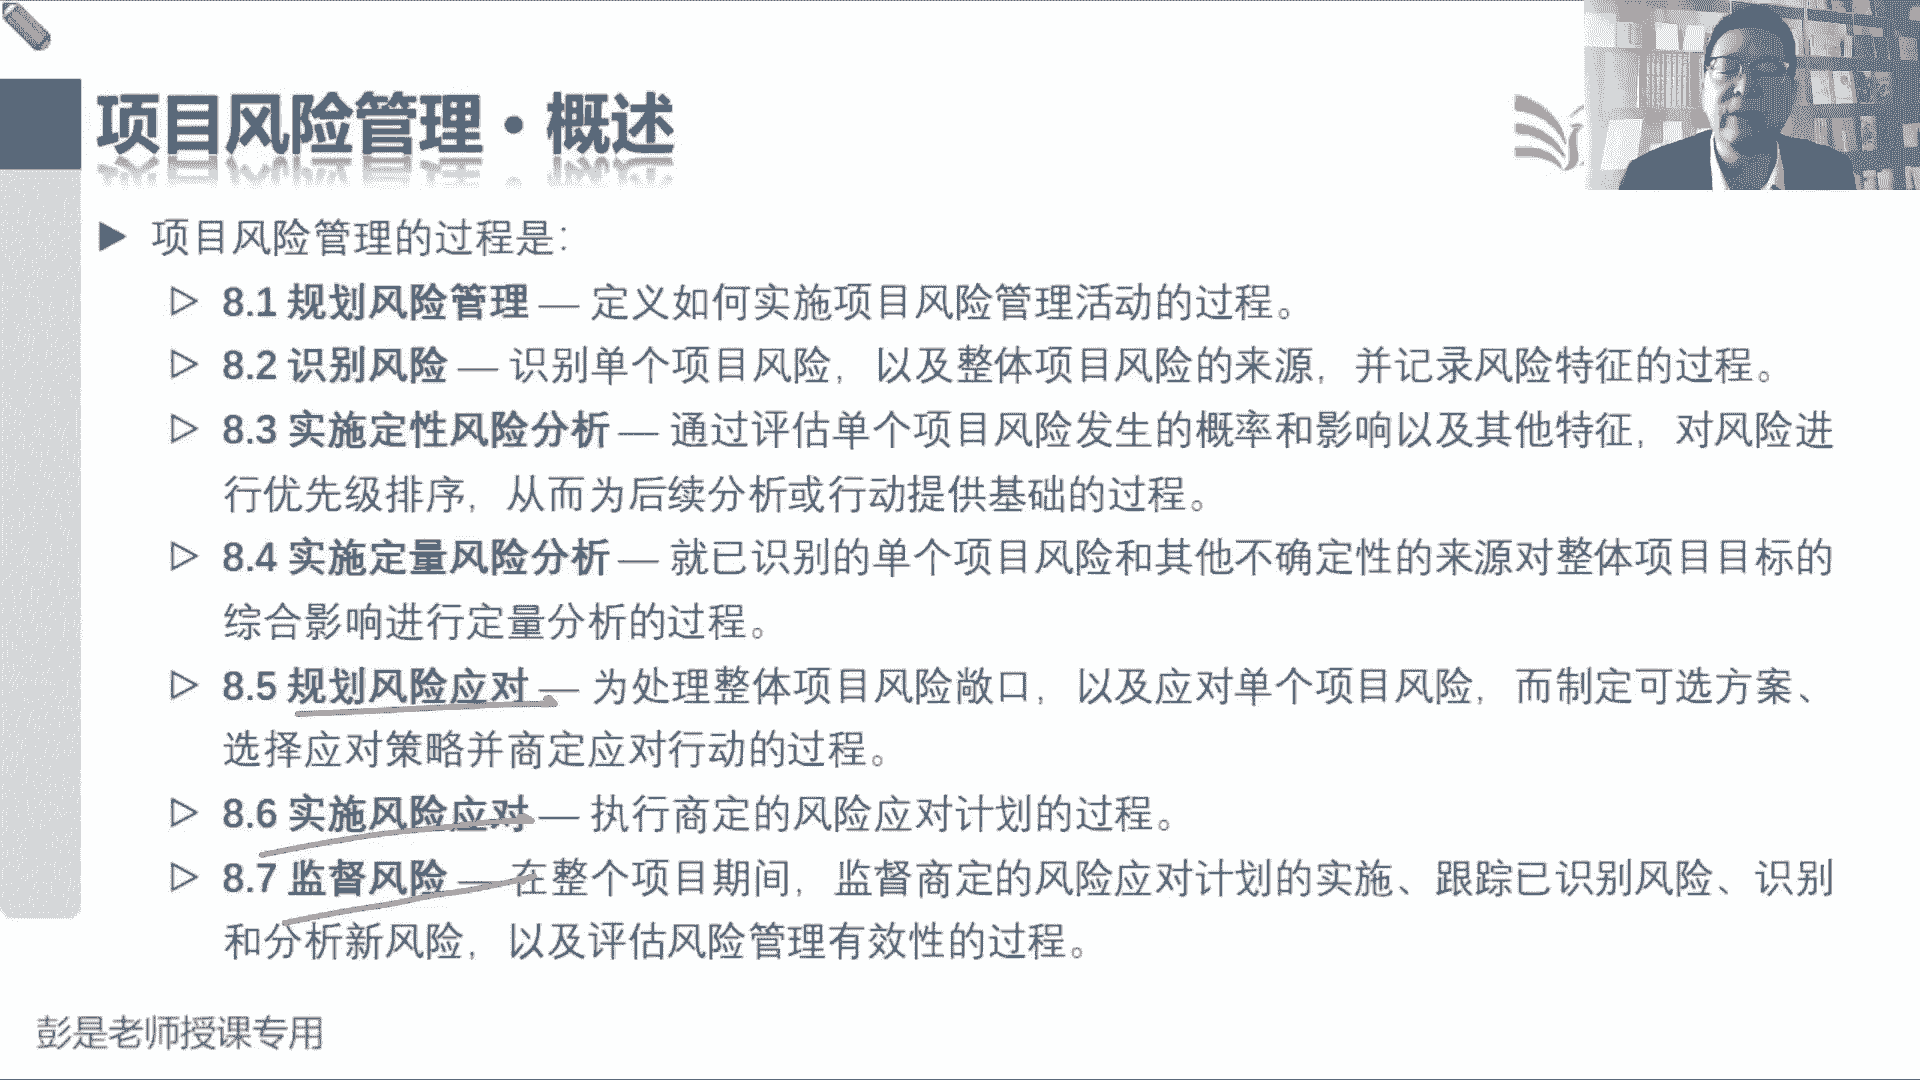 项目风险管理·概述
项目风险管理的过程是：
8.1 规划风险管理 — 定义如何实施项目风险管理活动的过程。
8.2 识别风险 — 识别单个项目风险，以及整体项目风险的来源，并记录风险特征的过程。
8.3 实施定性风险分析 — 通过评估单个项目风险发生的概率和影响以及其他特征，对风险进
行优先级排序，从而为后续分析或行动提供基础的过程。
8.4 实施定量风险分析 — 就已识别的单个项目风险和其他不确定性的来源对整体项目目标的
综合影响进行定量分析的过程。
8.5 规划风险应对 — 为处理整体项目风险敞口，以及应对单个项目风险，而制定可选方案、
选择应对策略并商定应对行动的过程。
8.6 实施风险应对 — 执行商定的风险应对计划的过程。
8.7 监督风险 — 在整个项目期间，监督商定的风险应对计划的实施、跟踪已识别风险、识别
和分析新风险，以及评估风险管理有效性的过程。
彭是老师授课专用